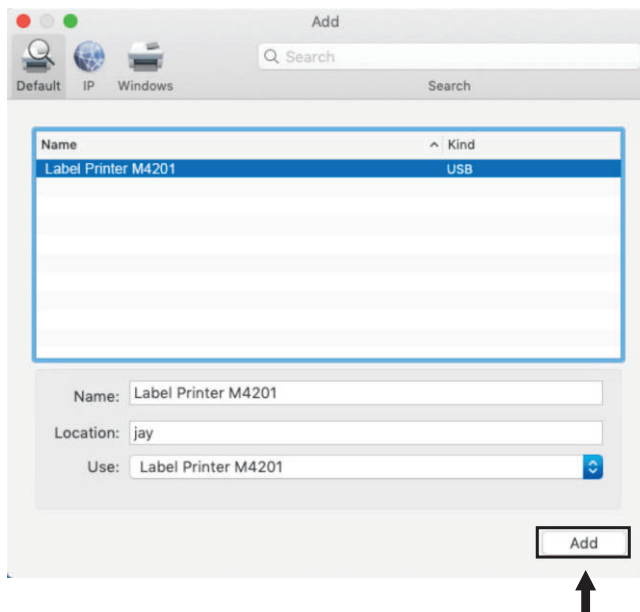 Add
Search
Default IP Windows Search
Name Kind
Label Printer M4201 USB
Name: Label Printer M4201
Location: jay
Use: Label Printer M4201
Add